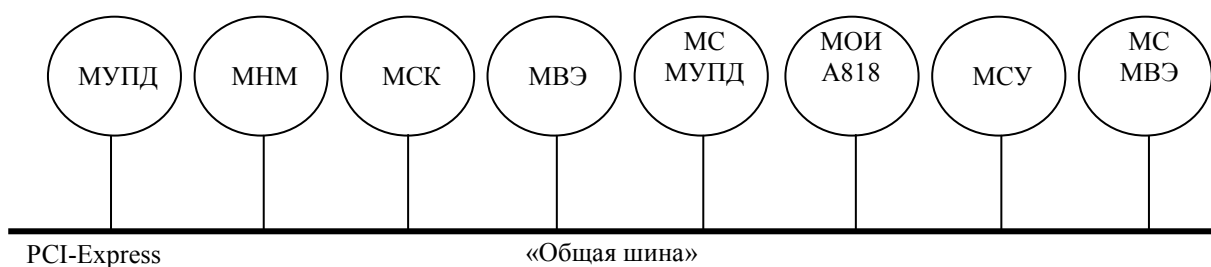 МУПД
МНМ
МСК
МВЭ
МС
МУПД
МОИ
А818
МСУ
МС
МВЭ
PCI-Express
«Общая шина»